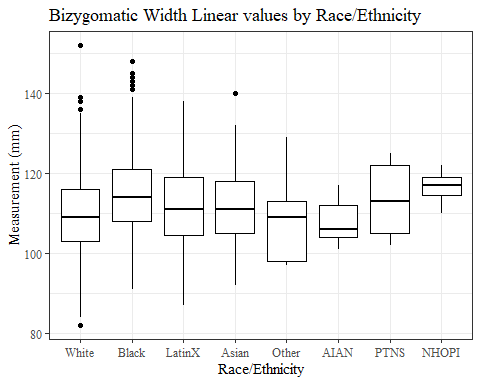 Bizygomatic Width Linear values by Race/Ethnicity
Measurement (mm)
140
120
100
80
White Black LatinX Asian Other AIAN PTNS NHOPI
Race/Ethnicity